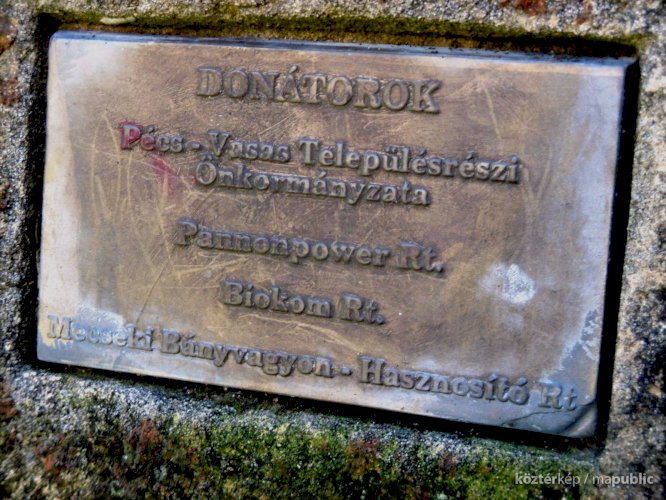 DONÁTOROK
Pécs - Vasas Településrészi
Önkormányzata
Pannonpower Rt.
Biokom Rt.
Mecseki Bányvagyon - Hasznosító Rt
köztérkép / mapublic